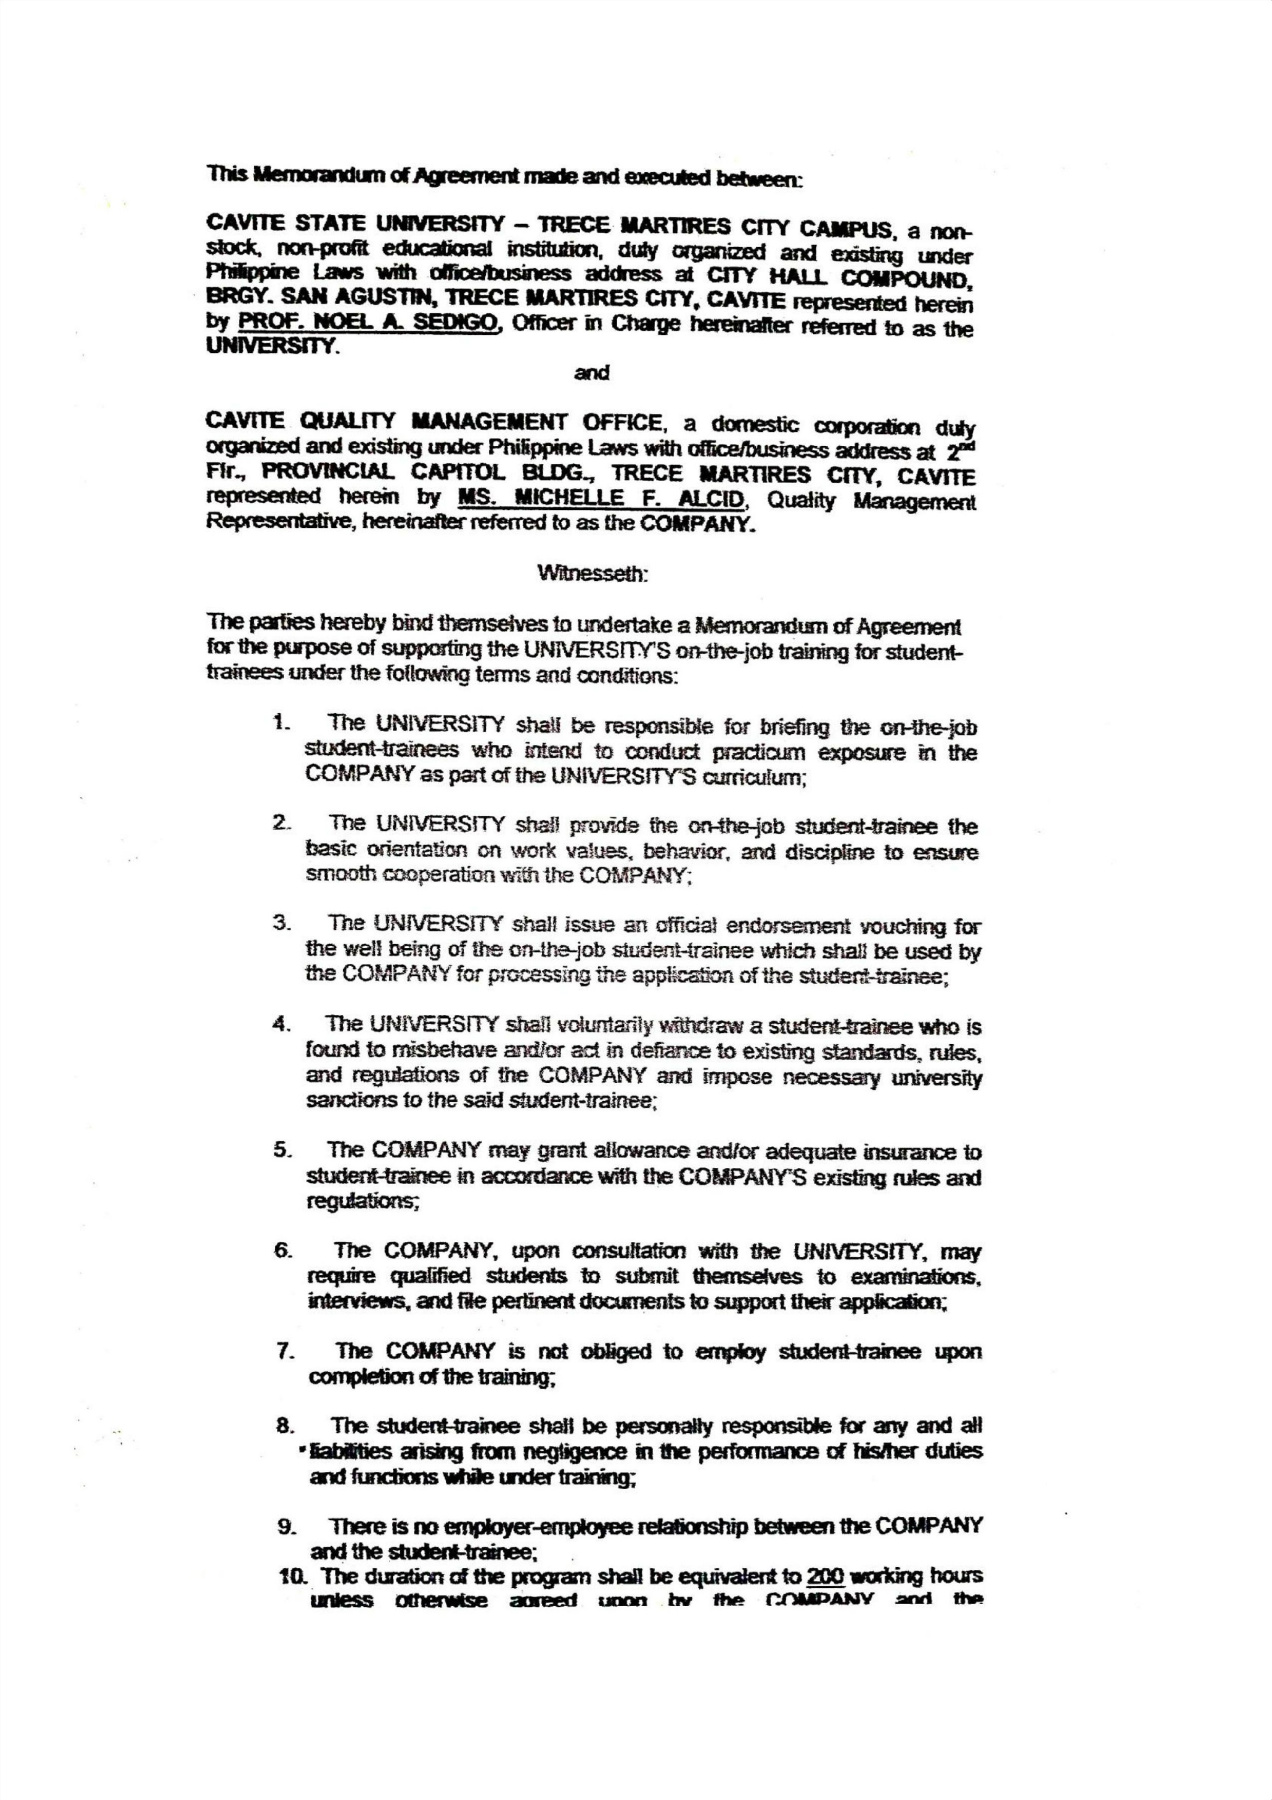 This Memorandum of Agreement made and executed between:
CAVITE STATE UNIVERSITY – TRECE MARTIRES CITY CAMPUS, a non-
stock, non-profit educational institution, duly organized and existing under
Philippine Laws with office/business address at CITY HALL COMPOUND,
BRGY. SAN AGUSTIN, TRECE MARTIRES CITY, CAVITE represented herein
by PROF. NOEL A. SEDIGO, Officer in Charge hereinafter referred to as the
UNIVERSITY.
and
CAVITE QUALITY MANAGEMENT OFFICE, a domestic corporation duly
organized and existing under Philippine Laws with office/business address at 2nd
Flr., PROVINCIAL CAPITOL BLDG., TRECE MARTIRES CITY, CAVITE
represented herein by MS. MICHELLE F. ALCID, Quality Management
Representative, hereinafter referred to as the COMPANY.
Witnesseth:
The parties hereby bind themselves to undertake a Memorandum of Agreement
for the purpose of supporting the UNIVERSITY'S on-the-job training for student-
trainees under the following terms and conditions:
1. The UNIVERSITY shall be responsible for briefing the on-the-job
student-trainees who intend to conduct practicum exposure in the
COMPANY as part of the UNIVERSITY'S curriculum;
2. The UNIVERSITY shall provide the on-the-job student-trainee the
basic orientation on work values, behavior, and discipline to ensure
smooth cooperation with the COMPANY;
3. The UNIVERSITY shall issue an official endorsement vouching for
the well being of the on-the-job student-trainee which shall be used by
the COMPANY for processing the application of the student-trainee;
4. The UNIVERSITY shall voluntarily withdraw a student-trainee who is
found to misbehave and/or act in defiance to existing standards, rules,
and regulations of the COMPANY and impose necessary university
sanctions to the said student-trainee;
5. The COMPANY may grant allowance and/or adequate insurance to
student-trainee in accordance with the COMPANY'S existing rules and
regulations;
6. The COMPANY, upon consultation with the UNIVERSITY, may
require qualified students to submit themselves to examinations,
interviews, and file pertinent documents to support their application;
7. The COMPANY is not obliged to employ student-trainee upon
completion of the training;
8. The student-trainee shall be personally responsible for any and all
liabilities arising from negligence in the performance of his/her duties
and functions while under training;
9. There is no employer-employee relationship between the COMPANY
and the student-trainee;
10. The duration of the program shall be equivalent to 200 working hours
unless otherwise agreed upon by the COMPANY and the